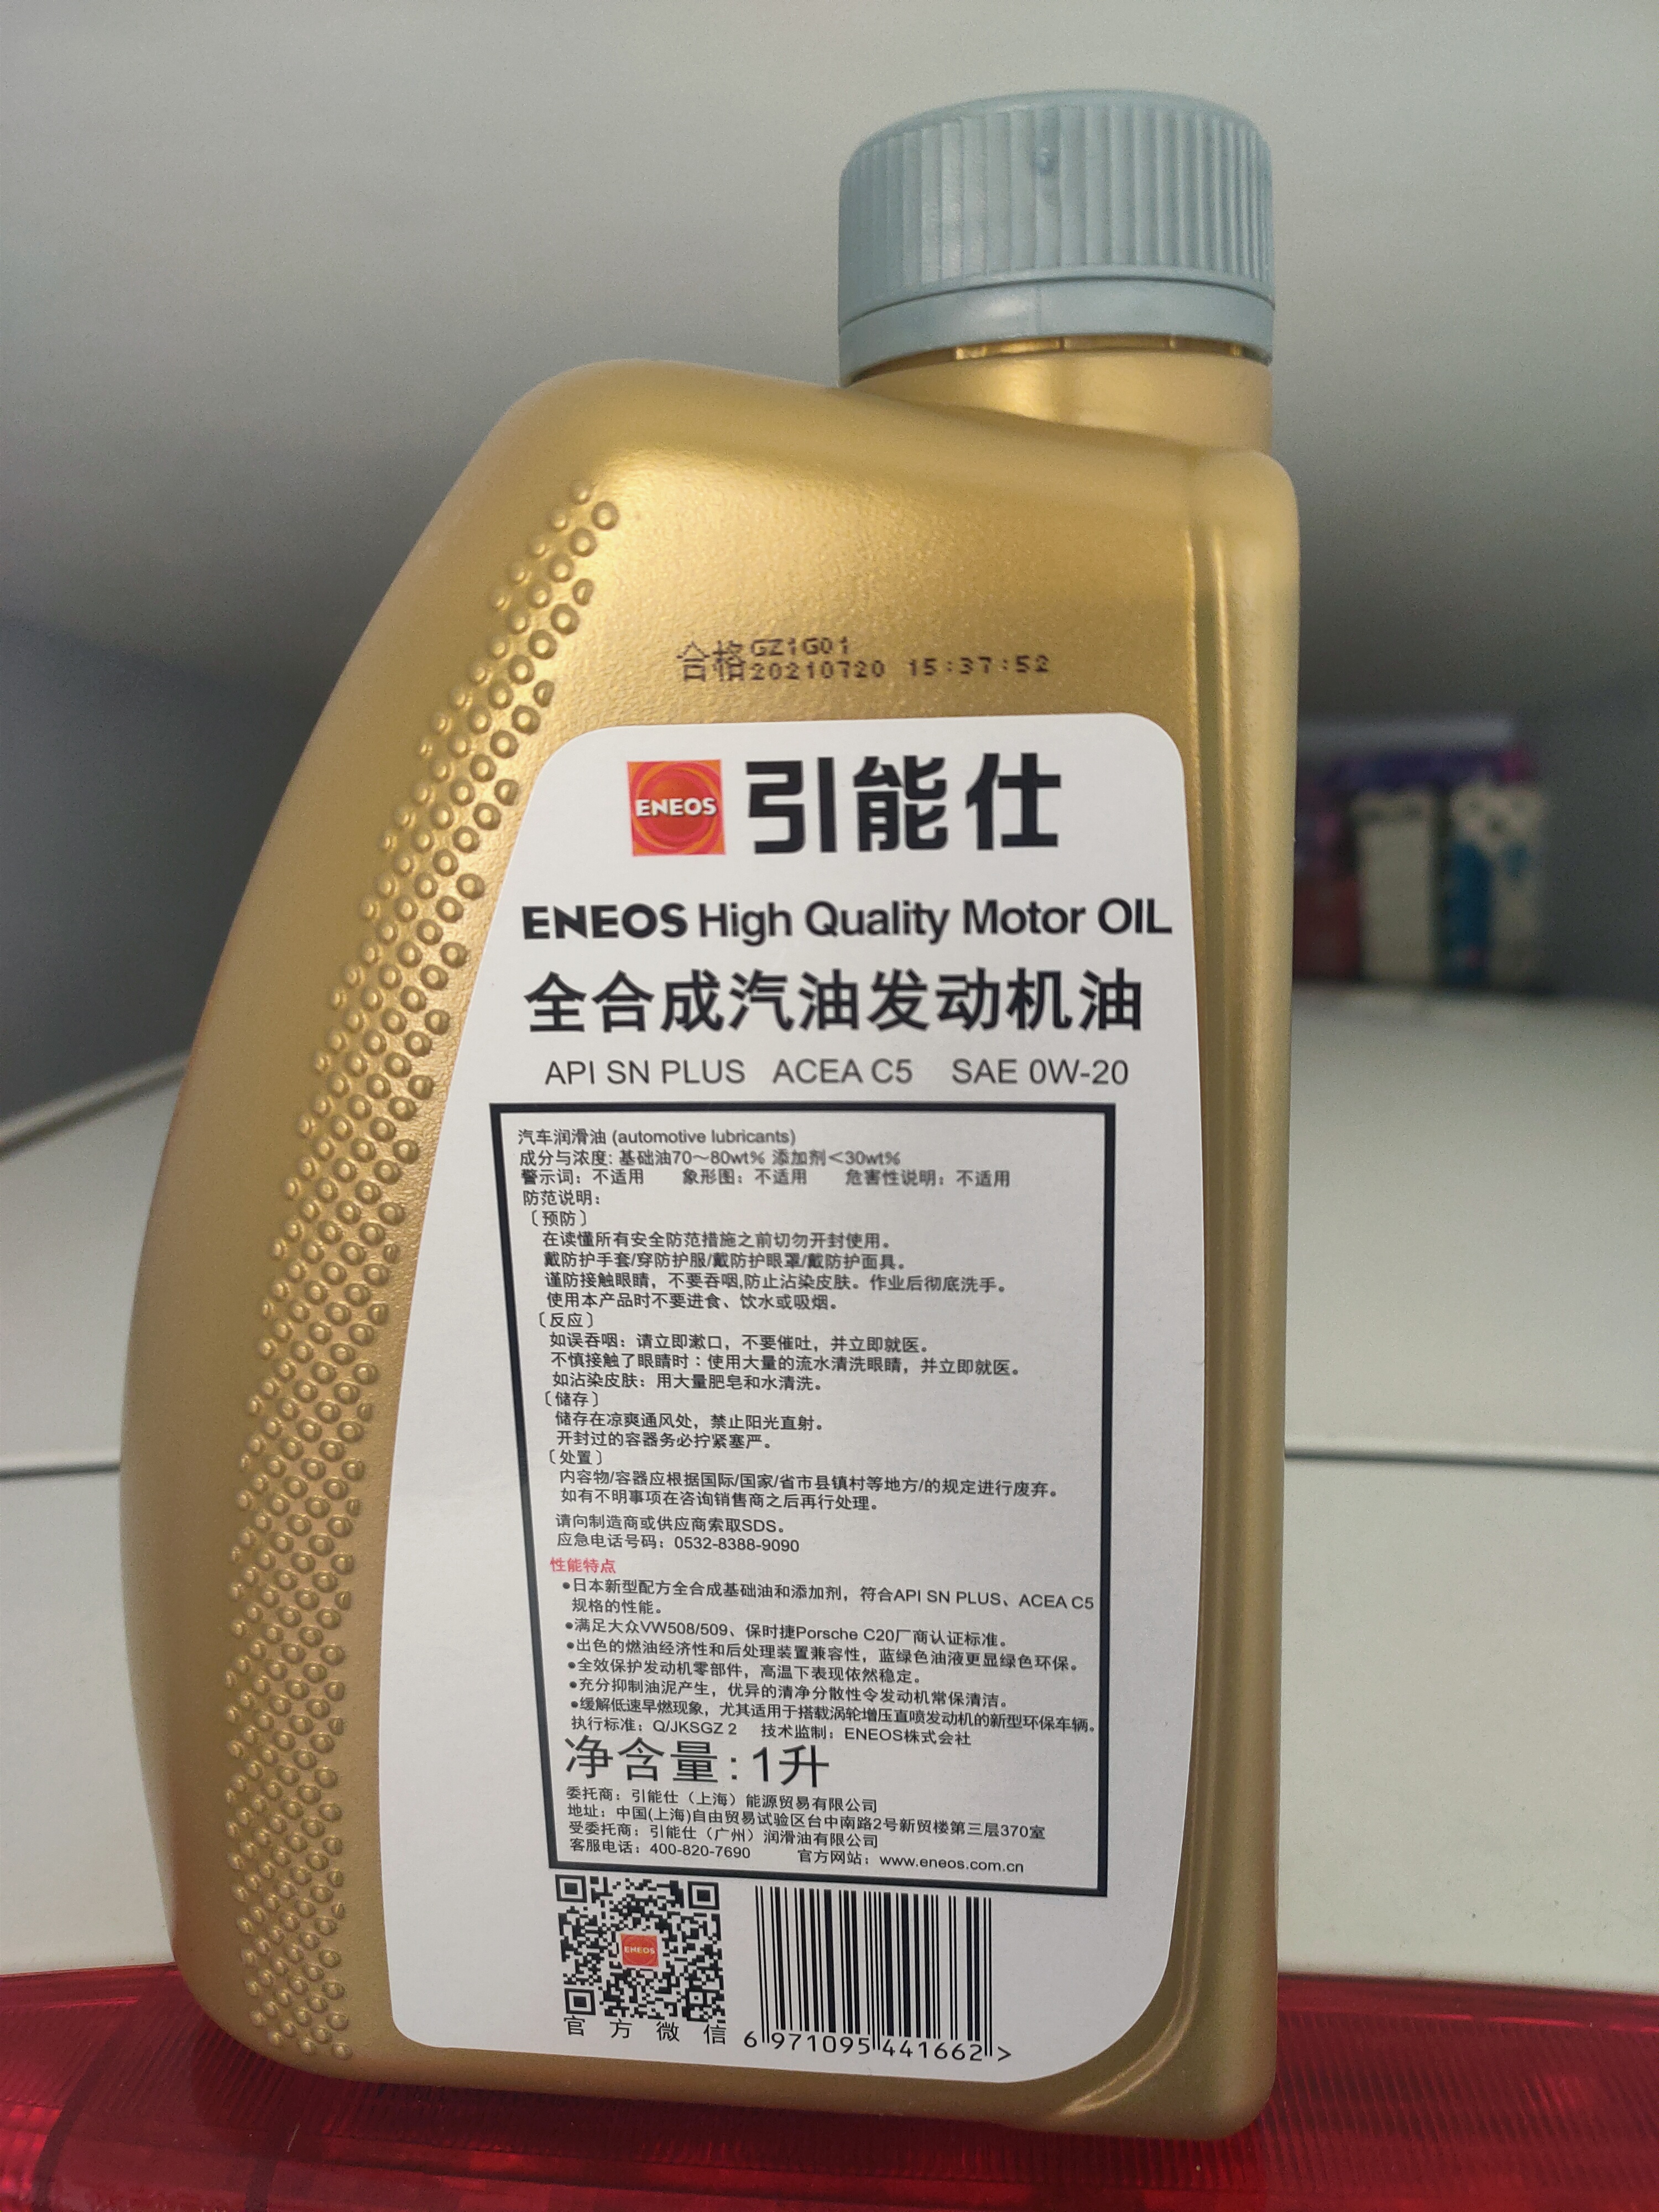 合格 GZ1G01
20210720 15:37:52
ENEOS 引能仕
ENEOS High Quality Motor OIL
全合成汽油发动机油
API SN PLUS ACEA C5 SAE 0W-20
汽车润滑油 (automotive lubricants)
成分与浓度: 基础油70～80wt% 添加剂＜30wt%
警示词：不适用 象形图：不适用 危害性说明：不适用
防范说明：
〔预防〕
在读懂所有安全防范措施之前切勿开封使用。
戴防护手套/穿防护服/戴防护眼罩/戴防护面具。
谨防接触眼睛，不要吞咽,防止沾染皮肤。作业后彻底洗手。
使用本产品时不要进食、饮水或吸烟。
〔反应〕
如误吞咽：请立即漱口，不要催吐，并立即就医。
不慎接触了眼睛时：使用大量的流水清洗眼睛，并立即就医。
如沾染皮肤：用大量肥皂和水清洗。
〔储存〕
储存在凉爽通风处，禁止阳光直射。
开封过的容器务必拧紧塞严。
〔处置〕
内容物/容器应根据国际/国家/省市县镇村等地方/的规定进行废弃。
如有不明事项在咨询销售商之后再行处理。
请向制造商或供应商索取SDS。
应急电话号码：0532-8388-9090
性能特点
●日本新型配方全合成基础油和添加剂，符合API SN PLUS、ACEA C5
规格的性能。
●满足大众VW508/509、保时捷Porsche C20厂商认证标准。
●出色的燃油经济性和后处理装置兼容性，蓝绿色油液更显绿色环保。
●全效保护发动机零部件，高温下表现依然稳定。
●充分抑制油泥产生，优异的清净分散性令发动机常保清洁。
●缓解低速早燃现象，尤其适用于搭载涡轮增压直喷发动机的新型环保车辆。
执行标准：Q/JKSGZ 2 技术监制：ENEOS株式会社
净含量：1升
委托商：引能仕（上海）能源贸易有限公司
地址：中国(上海)自由贸易试验区台中南路2号新贸楼第三层370室
受委托商：引能仕（广州）润滑油有限公司
客服电话：400-820-7690 官方网站：www.eneos.com.cn
ENEOS
官方微信
6 971095 441662 >